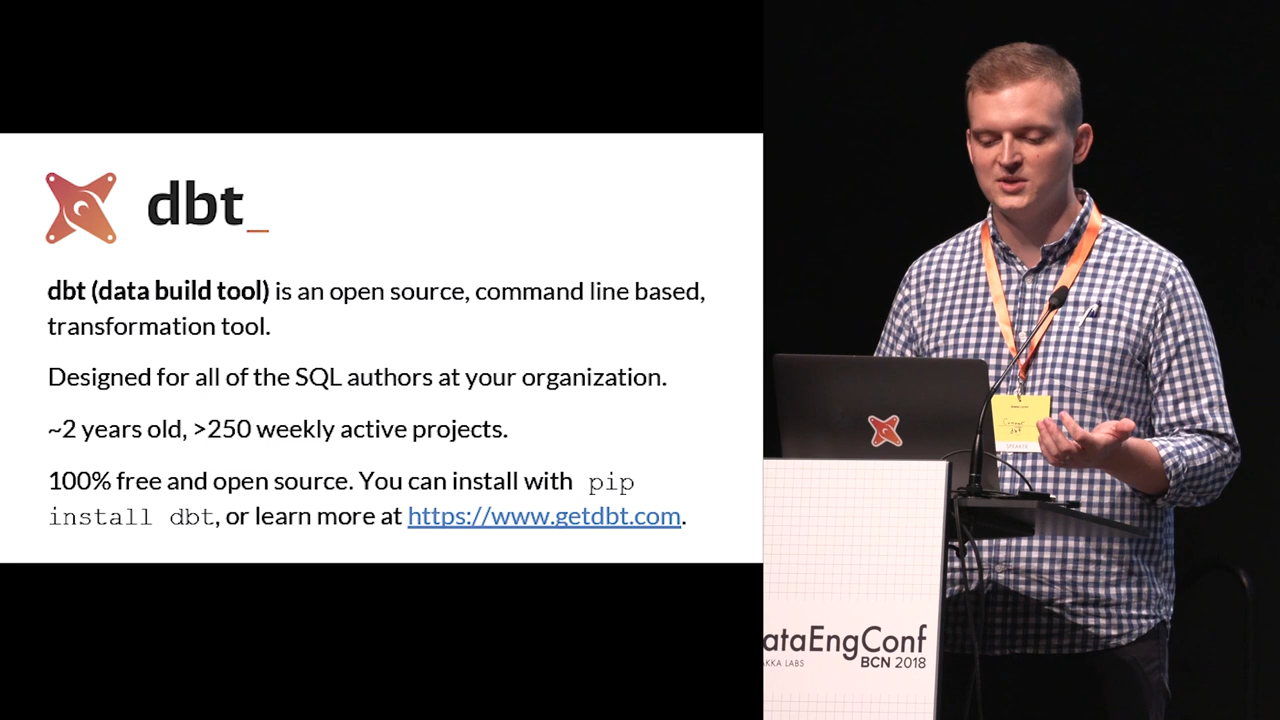 dbt_
dbt (data build tool) is an open source, command line based,
transformation tool.
Designed for all of the SQL authors at your organization.
~2 years old, >250 weekly active projects.
100% free and open source. You can install with pip
install dbt, or learn more at https://www.getdbt.com.
SPEAKER
ataEngConf
AKKA LABS
BCN 2018